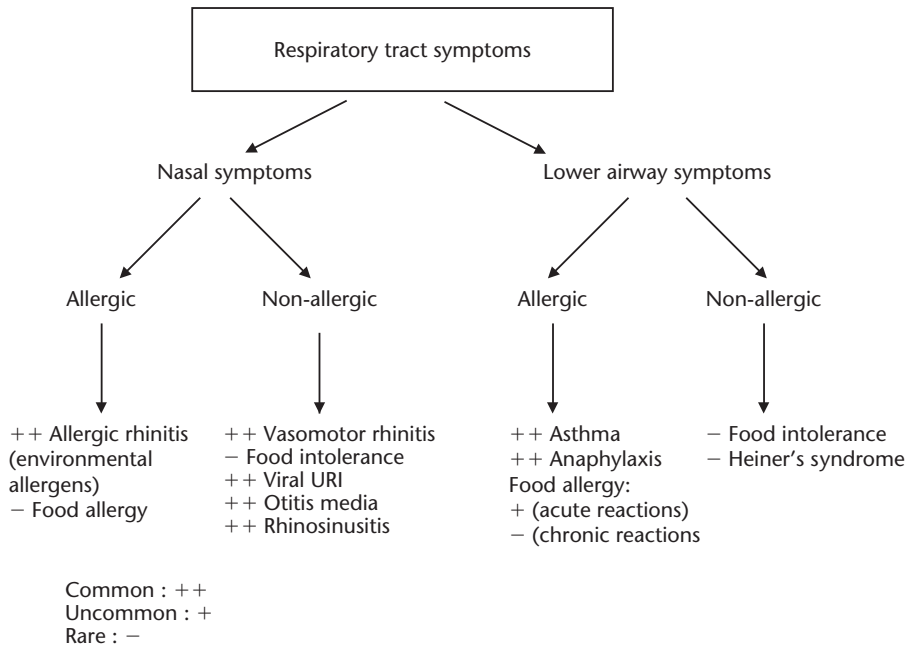 Respiratory tract symptoms
Nasal symptoms
Lower airway symptoms
Allergic
Non-allergic
Allergic
Non-allergic
++ Allergic rhinitis
(environmental
allergens)
− Food allergy
++ Vasomotor rhinitis
− Food intolerance
++ Viral URI
++ Otitis media
++ Rhinosinusitis
++ Asthma
++ Anaphylaxis
Food allergy:
+ (acute reactions)
− (chronic reactions
− Food intolerance
− Heiner's syndrome
Common : ++
Uncommon : +
Rare : −